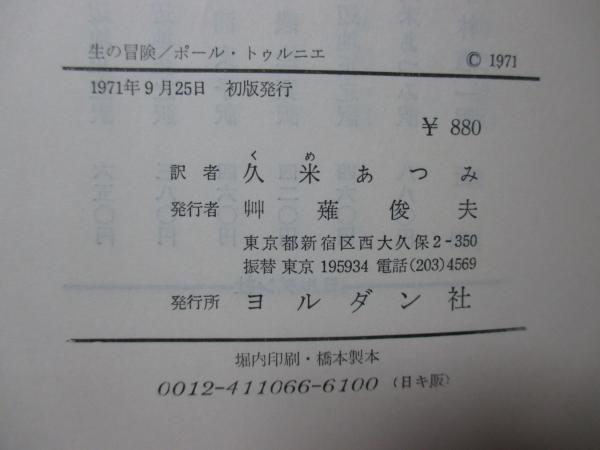 生の冒険/ポール・トゥルニエ © 1971
1971年9月25日 初版発行
¥ 880
くめ
訳者 久米あつみ
発行者 艸薙俊夫
東京都新宿区西大久保2-350
振替 東京 195934 電話(203)4569
発行所 ヨルダン社
堀内印刷・橋本製本
0012-411066-6100 (日キ販)